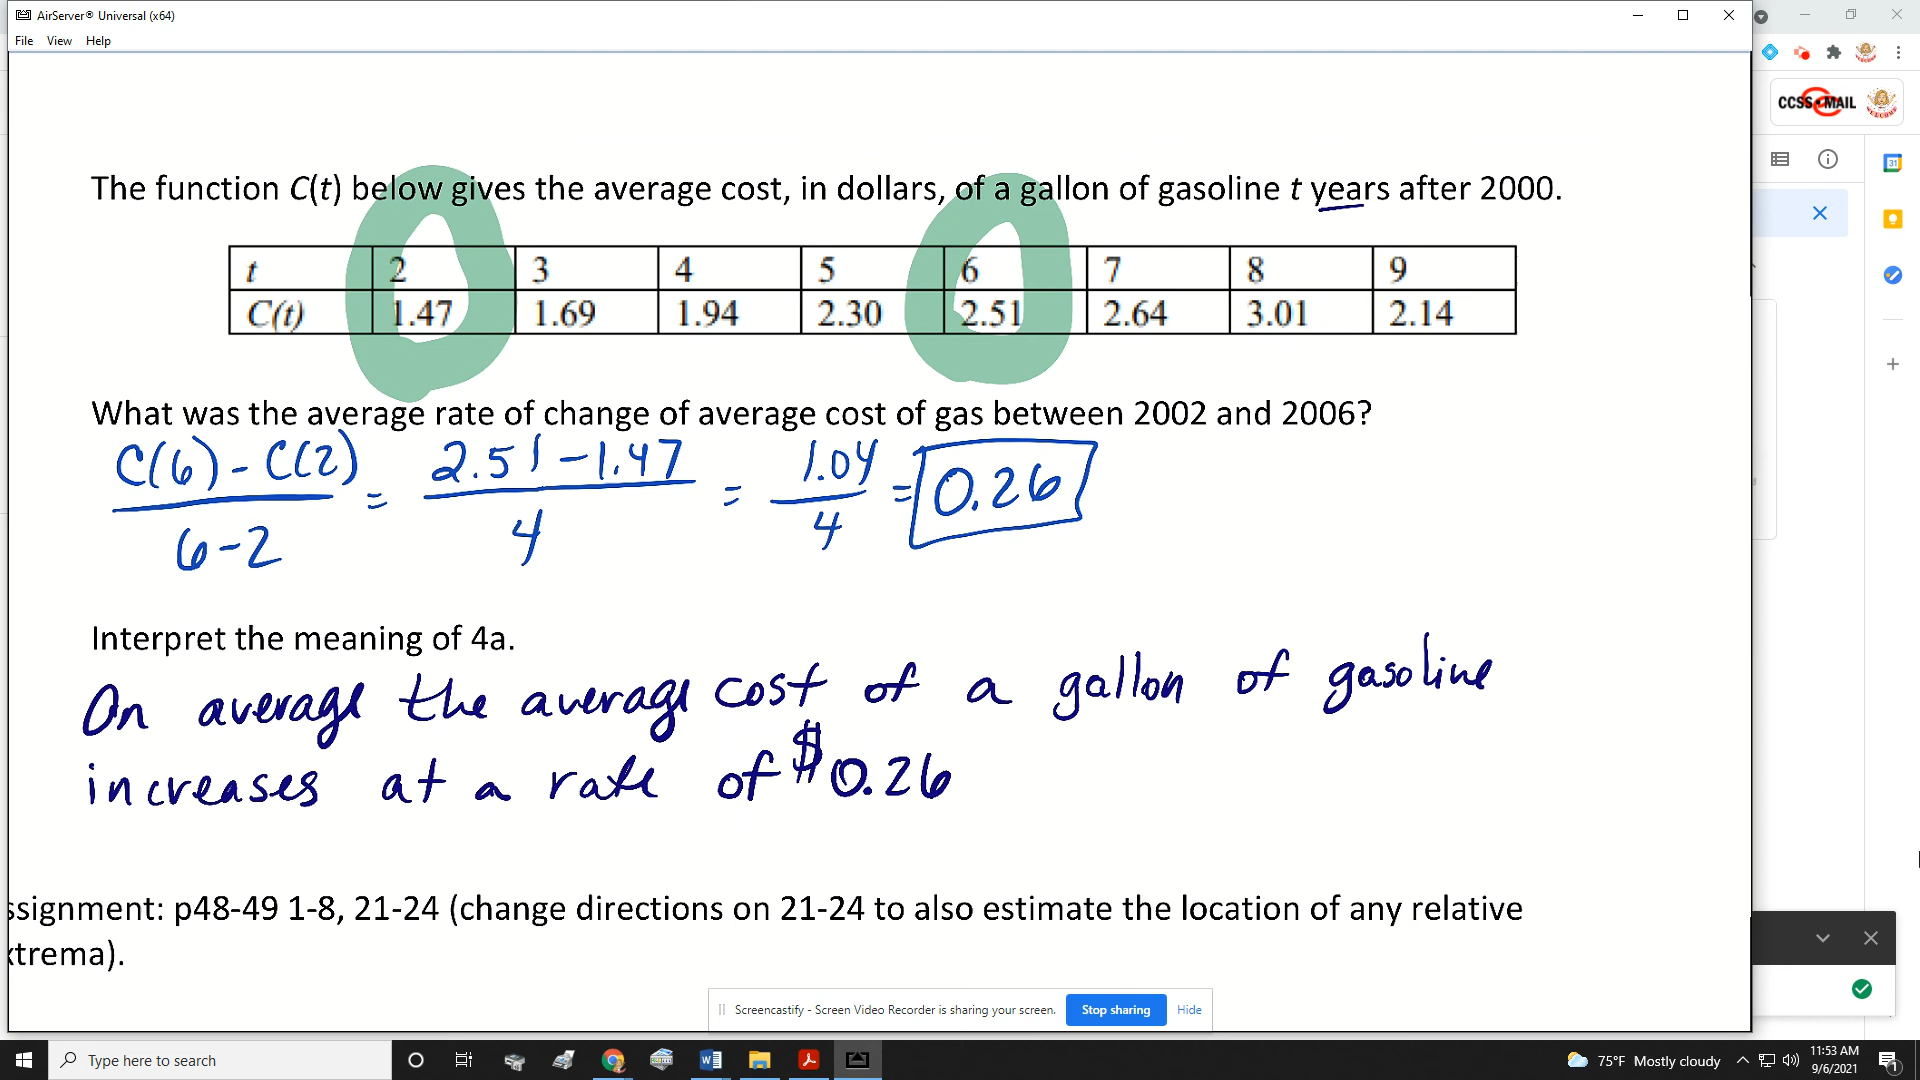 AirServer® Universal (x64)
File View Help
CCSS MAIL
WELCOME
31
The function C(t) below gives the average cost, in dollars, of a gallon of gasoline t years after 2000.
t 2 3 4 5 6 7 8 9
C(t) 1.47 1.69 1.94 2.30 2.51 2.64 3.01 2.14
What was the average rate of change of average cost of gas between 2002 and 2006?
C(6) - C(2) / 6-2 = 2.51 - 1.47 / 4 = 1.04 / 4 = 0.26
Interpret the meaning of 4a.
On average the average cost of a gallon of gasoline
increases at a rate of $0.26
ssignment: p48-49 1-8, 21-24 (change directions on 21-24 to also estimate the location of any relative
xtrema).
Screencastify - Screen Video Recorder is sharing your screen. Stop sharing Hide
Type here to search
75°F Mostly cloudy
11:53 AM
9/6/2021
1